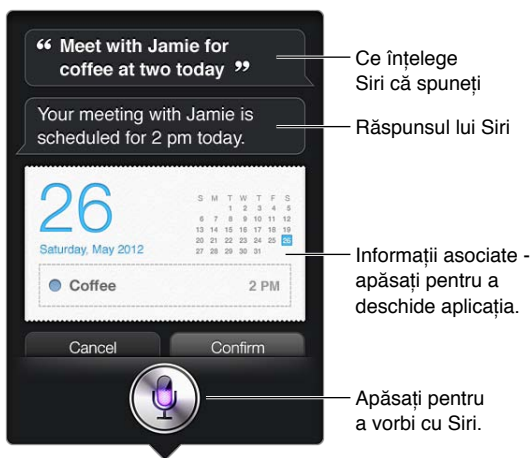 “ Meet with Jamie for
coffee at two today ”
Your meeting with Jamie is
scheduled for 2 pm today.
26
Saturday, May 2012
S M T W T F S
1 2 3 4 5
6 7 8 9 10 11 12
13 14 15 16 17 18 19
20 21 22 23 24 25 26
27 28 29 30 31
Coffee 2 PM
Cancel Confirm
Ce înțelege
Siri că spuneți
Răspunsul lui Siri
Informații asociate -
apăsați pentru a
deschide aplicația.
Apăsați pentru
a vorbi cu Siri.